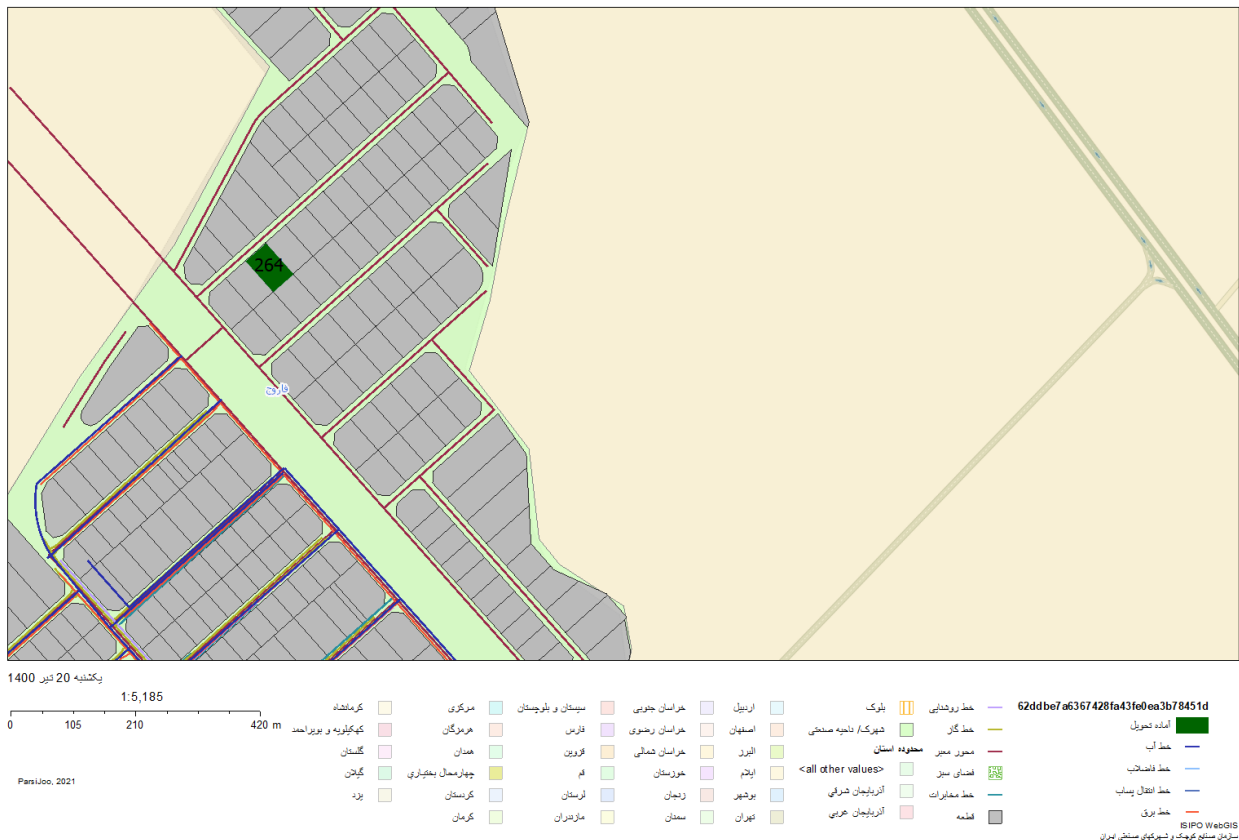 264
فاروج
یکشنبه 20 تیر 1400
1:5,185
0 105 210 420 m
62ddbe7a6367428fa43fe0ea3b78451d
آماده تحویل
خط آب
خط فاضلاب
خط انتقال پساب
خط برق
خط روشنایی
خط گاز
محور معبر
فضای سبز
خط مخابرات
قطعه
بلوک
شهرک/ ناحیه صنعتی
محدوده استان
<all other values>
آذربایجان شرقی
آذربایجان غربی
اردبیل
اصفهان
البرز
ایلام
بوشهر
تهران
خراسان جنوبی
خراسان رضوی
خراسان شمالی
خوزستان
زنجان
سمنان
سیستان و بلوچستان
فارس
قزوین
قم
لرستان
مازندران
مرکزی
هرمزگان
همدان
چهارمحال بختیاری
کردستان
کرمان
کرمانشاه
کهکیلویه و بویراحمد
گلستان
گیلان
یزد
ParsiJoo, 2021
ISIPO WebGIS
سازمان صنایع کوچک و شهرکهای صنعتی ایران